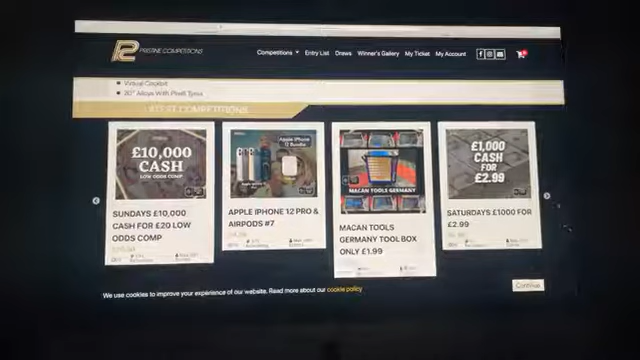 PRISTINE COMPETITIONS
Competitions Entry List Draws Winner's Gallery My Ticket My Account
Virtual Cockpit
20" Alloys With Pirelli Tyres
LATEST COMPETITIONS
£10,000
CASH
LOW ODDS COMP
SUNDAYS £10,000
CASH FOR £20 LOW
ODDS COMP
Apple iPhone
12 Bundle
APPLE IPHONE 12 PRO &
AIRPODS #7
MACAN TOOLS GERMANY
MACAN TOOLS
GERMANY TOOL BOX
ONLY £1.99
£1,000
CASH
FOR
£2.99
SATURDAYS £1000 FOR
£2.99
We use cookies to improve your experience of our website. Read more about our cookie policy
Continue